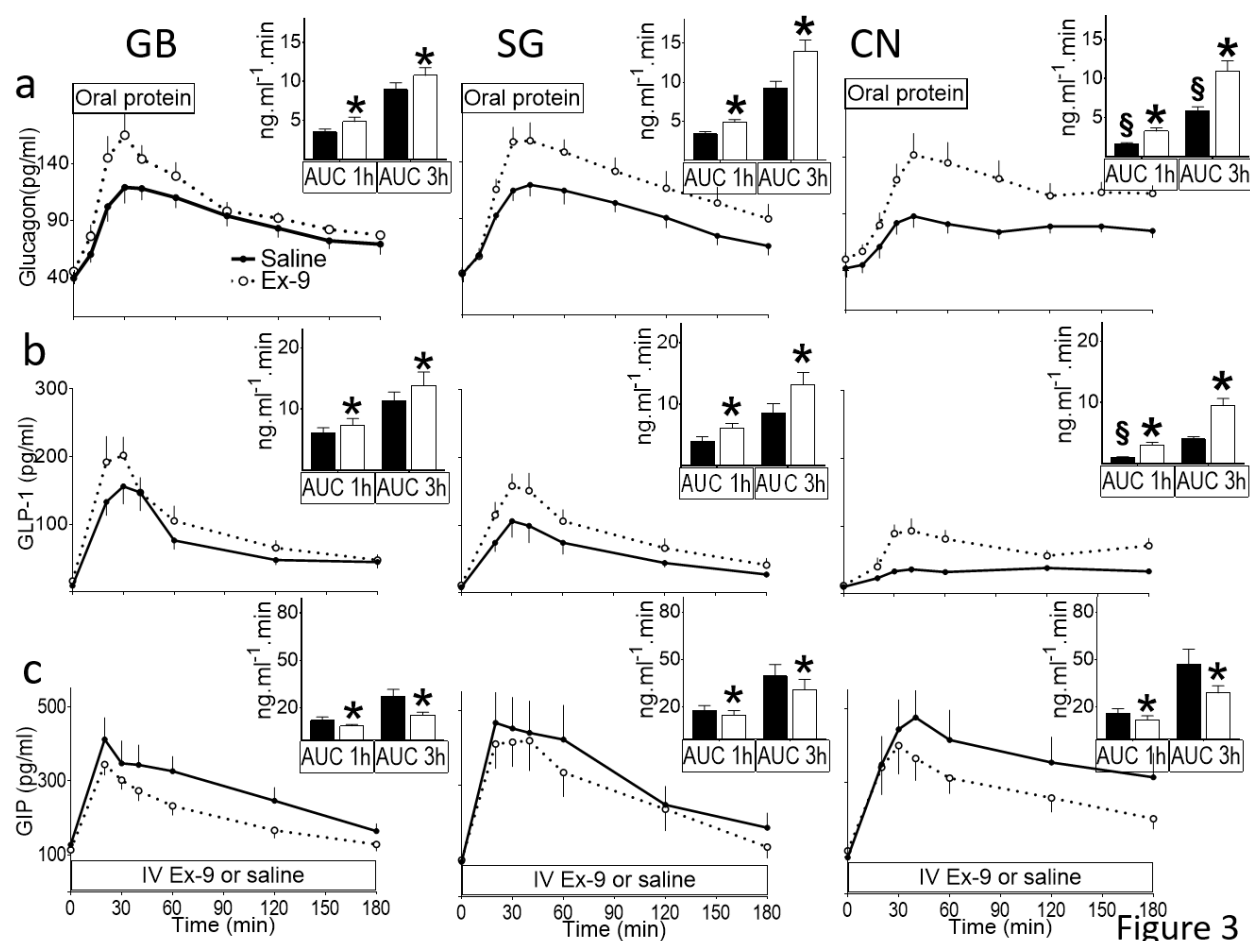 GB SG CN
a
Oral protein
Oral protein
Oral protein
Glucagon(pg/ml)
140
90
40
Saline
Ex-9
ng.ml-1.min
15
10
5
* *
AUC 1h AUC 3h
ng.ml-1.min
15
10
5
* *
AUC 1h AUC 3h
ng.ml-1.min
15
10
5
§ * § *
AUC 1h AUC 3h
b
GLP-1 (pg/ml)
300
200
100
ng.ml-1.min
20
10
* *
AUC 1h AUC 3h
ng.ml-1.min
20
10
* *
AUC 1h AUC 3h
ng.ml-1.min
20
10
§ * *
AUC 1h AUC 3h
c
GIP (pg/ml)
500
300
100
ng.ml-1.min
80
50
20
* *
AUC 1h AUC 3h
ng.ml-1.min
80
50
20
* *
AUC 1h AUC 3h
ng.ml-1.min
80
50
20
* *
AUC 1h AUC 3h
IV Ex-9 or saline
IV Ex-9 or saline
IV Ex-9 or saline
0 30 60 90 120 150 180
0 30 60 90 120 150 180
0 30 60 90 120 150 180
Time (min)
Time (min)
Time (min)
Figure 3